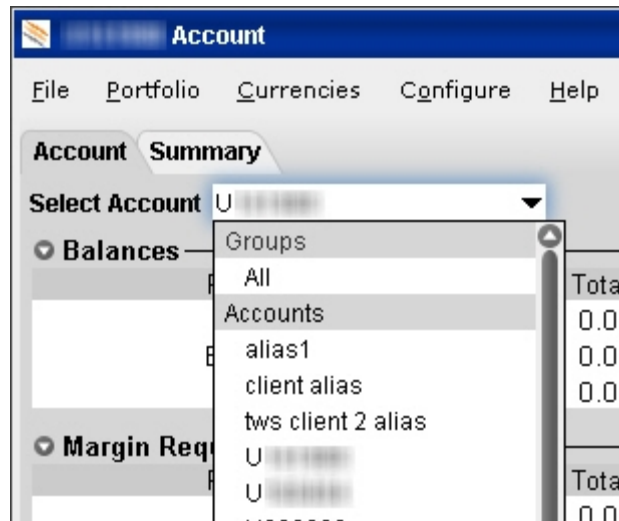 Account
File Portfolio Currencies Configure Help
Account Summary
Select Account U
Balances
Groups
All
Tota
Accounts
0.0
alias1
0.0
client alias
0.0
tws client 2 alias
Margin Req
U
U
Tota
0.0